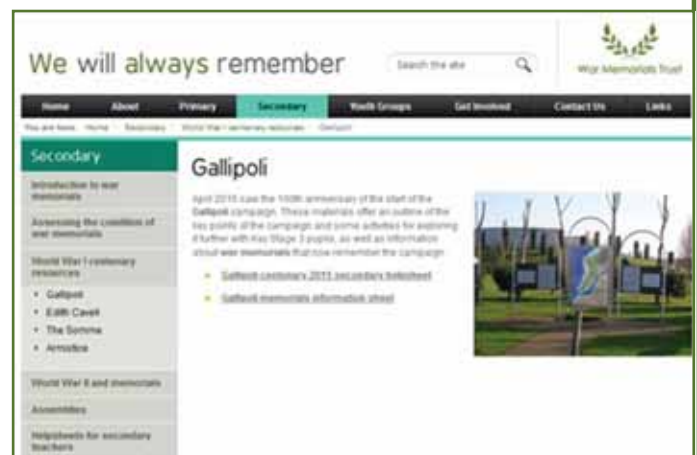 We will always remember
Search the site
War Memorials Trust
Home About Primary Secondary Youth Groups Get Involved Contact Us Links
You are here: Home Secondary World War I centenary resources Gallipoli
Secondary
Introduction to war
memorials
Assessing the condition of
war memorials
World War I centenary
resources
Gallipoli
Edith Cavell
The Somme
Armistice
World War II and memorials
Assemblies
Helpsheets for secondary
teachers
Gallipoli
April 2015 saw the 100th anniversary of the start of the
Gallipoli campaign. These materials offer an outline of the
key points of the campaign and some activities for exploring
it further with Key Stage 3 pupils, as well as information
about war memorials that now remember the campaign.
Gallipoli centenary 2015 secondary helpsheet
Gallipoli memorials information sheet